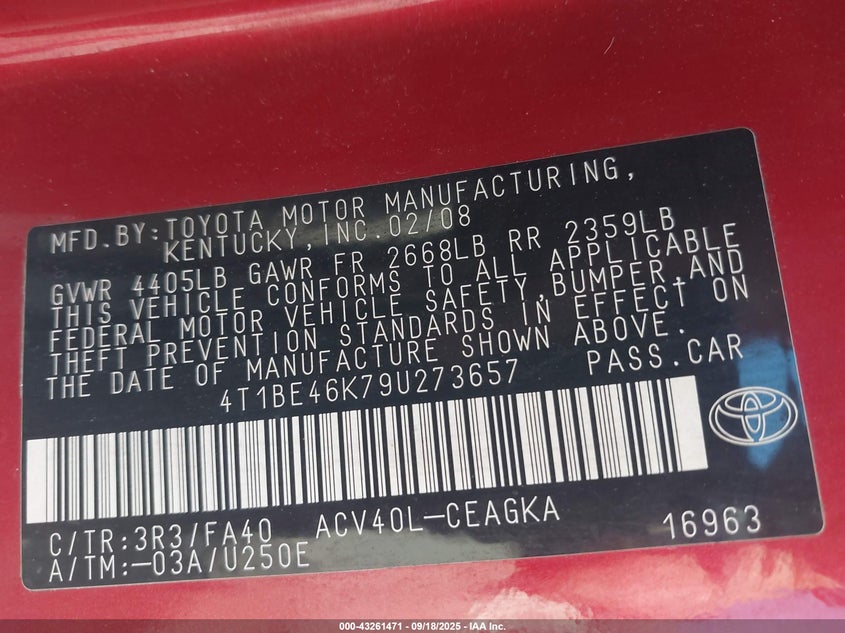 MFD.BY:TOYOTA MOTOR MANUFACTURING,
KENTUCKY,INC.02/08
GVWR 4405LB GAWR FR 2668LB RR 2359LB
THIS VEHICLE CONFORMS TO ALL APPLICABLE
FEDERAL MOTOR VEHICLE SAFETY,BUMPER,AND
THEFT PREVENTION STANDARDS IN EFFECT ON
THE DATE OF MANUFACTURE SHOWN ABOVE.
4T1BE46K79U273657 PASS.CAR
C/TR:3R3/FA40 ACV40L-CEAGKA 16963
A/TM:-03A/U250E
000-43261471 - 09/18/2025 - IAA Inc.